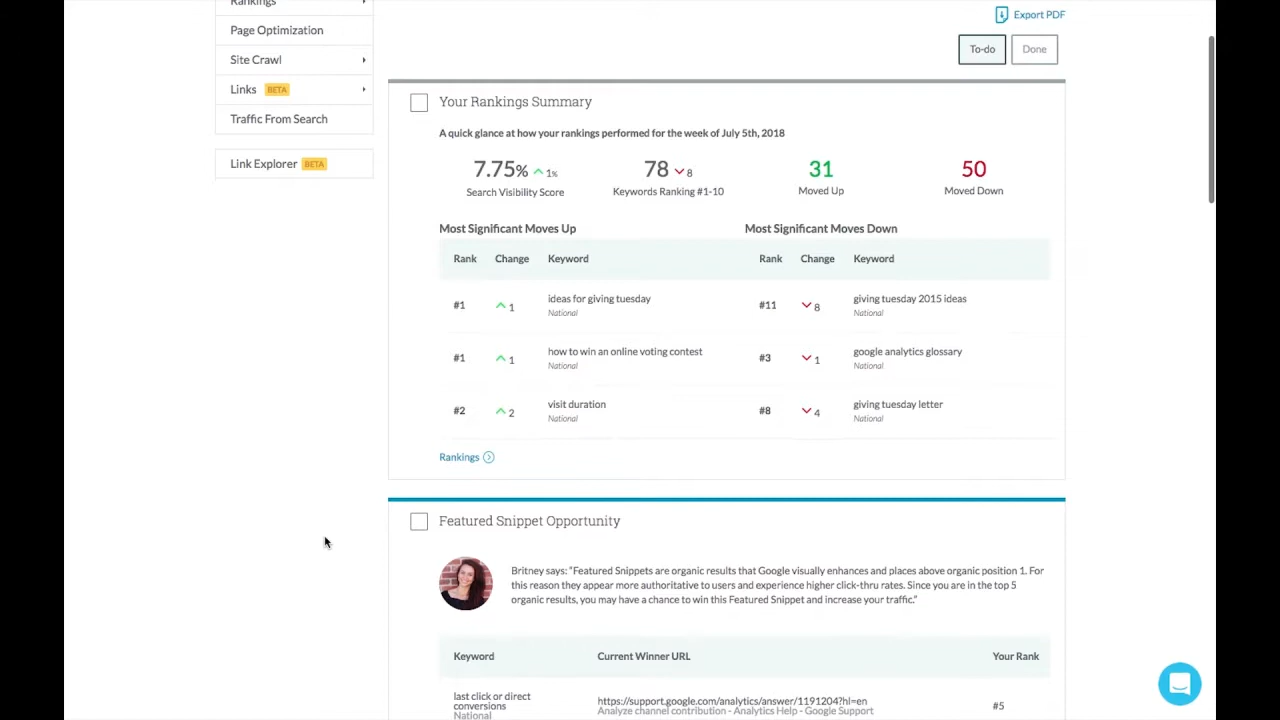 Rankings
Page Optimization
Site Crawl
Links BETA
Traffic From Search
Link Explorer BETA
Export PDF
To-do Done
Your Rankings Summary
A quick glance at how your rankings performed for the week of July 5th, 2018
7.75% 1% 78 8 31 50
Search Visibility Score Keywords Ranking #1-10 Moved Up Moved Down
Most Significant Moves Up Most Significant Moves Down
Rank Change Keyword Rank Change Keyword
#1 1 ideas for giving tuesday #11 8 giving tuesday 2015 ideas
National National
#1 1 how to win an online voting contest #3 1 google analytics glossary
National National
#2 2 visit duration #8 4 giving tuesday letter
National National
Rankings
Featured Snippet Opportunity
Britney says: “Featured Snippets are organic results that Google visually enhances and places above organic position 1. For
this reason they appear more authoritative to users and experience higher click-thru rates. Since you are in the top 5
organic results, you may have a chance to win this Featured Snippet and increase your traffic.”
Keyword Current Winner URL Your Rank
last click or direct
conversions
National
https://support.google.com/analytics/answer/1191204?hl=en
Analyze channel contribution - Analytics Help - Google Support
#5